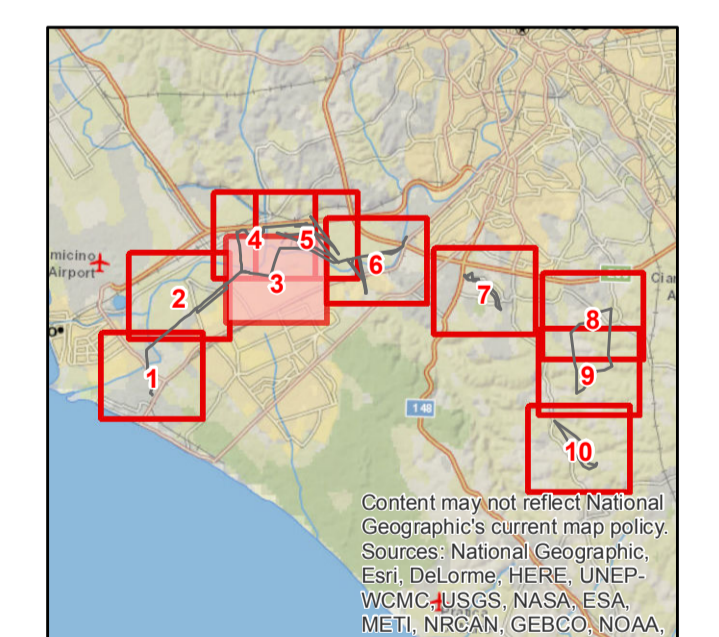 4
5
micino
Airport
6
3
7
2
Cia
A
8
1
9
148
10
Content may not reflect National
Geographic's current map policy.
Sources: National Geographic,
Esri, DeLorme, HERE, UNEP-
WCMC, USGS, NASA, ESA,
METI, NRCAN, GEBCO, NOAA,